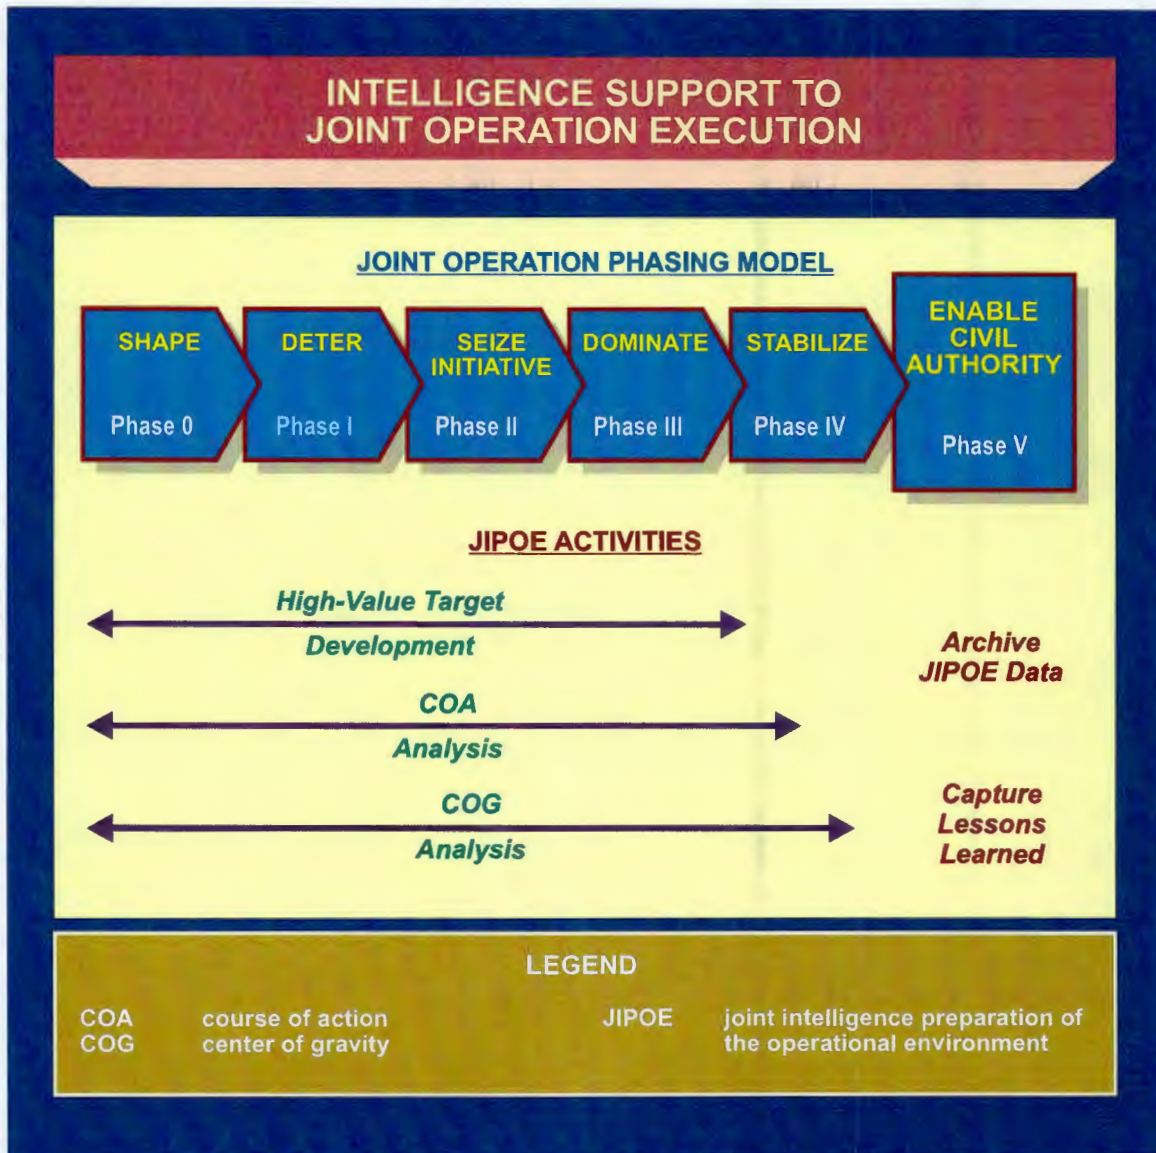 INTELLIGENCE SUPPORT TO
JOINT OPERATION EXECUTION
JOINT OPERATION PHASING MODEL
SHAPE
Phase 0
DETER
Phase I
SEIZE
INITIATIVE
Phase II
DOMINATE
Phase III
STABILIZE
Phase IV
ENABLE
CIVIL
AUTHORITY
Phase V
JIPOE ACTIVITIES
High-Value Target
Development
COA
Analysis
COG
Analysis
Archive
JIPOE Data
Capture
Lessons
Learned
LEGEND
COA course of action
COG center of gravity
JIPOE joint intelligence preparation of
the operational environment